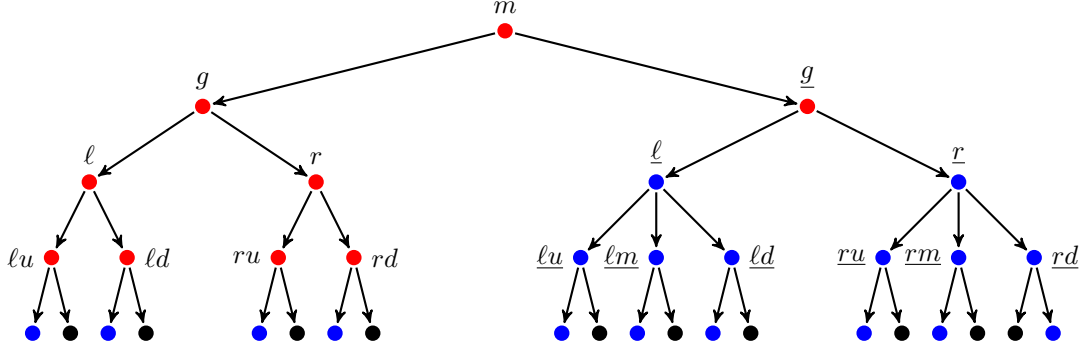 m
g g
ℓ r ℓ r
ℓu ℓd ru rd ℓu ℓm ℓd ru rm rd